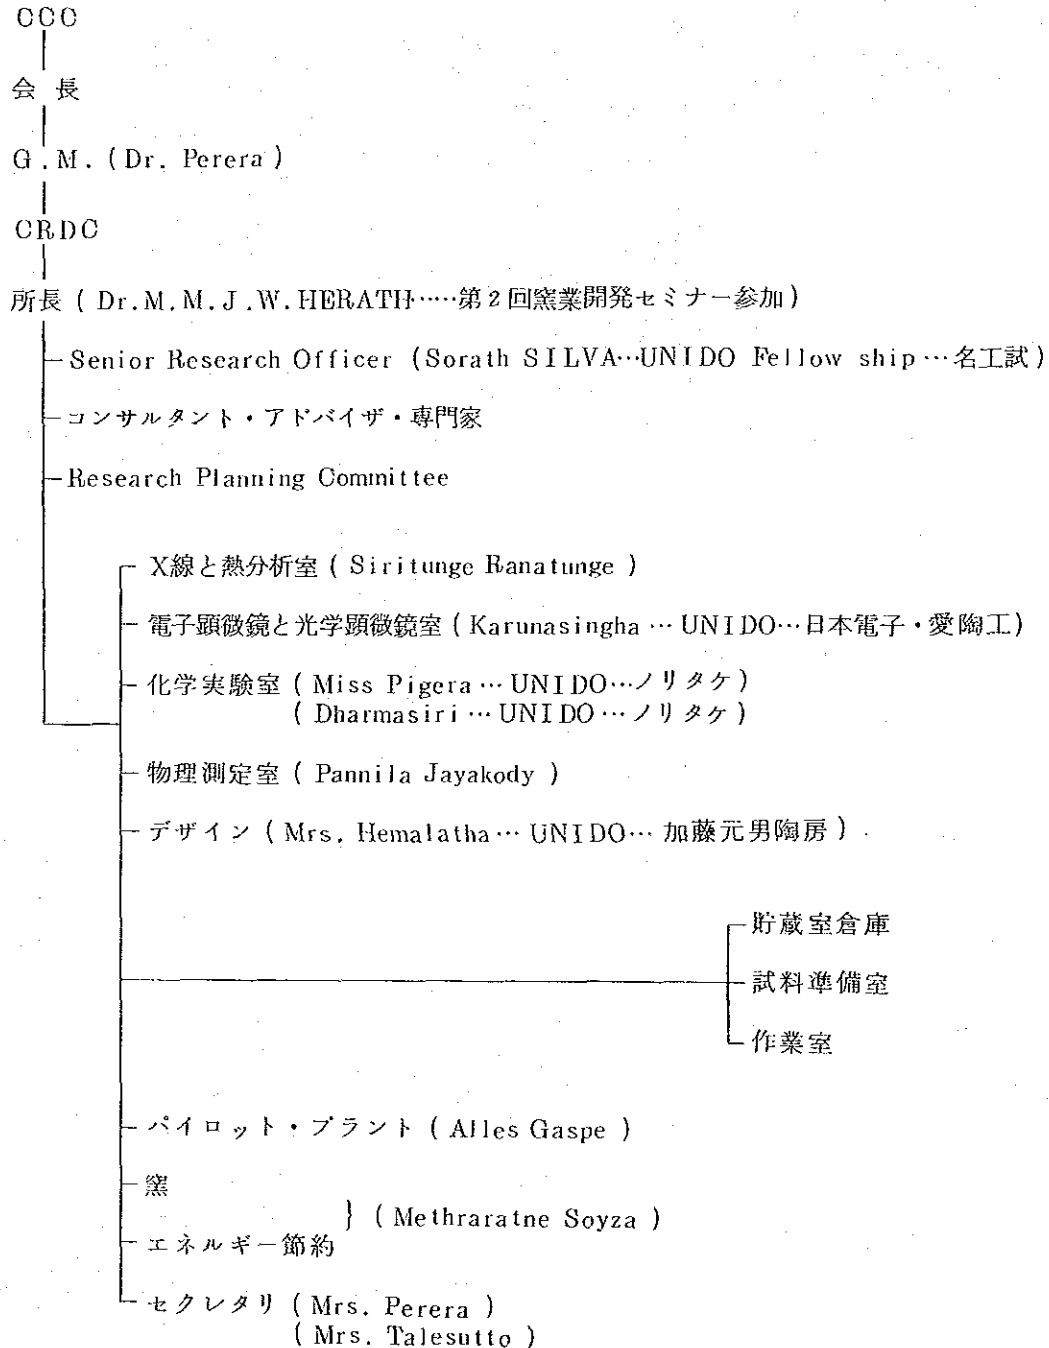 CCC
会長
G.M. (Dr. Perera)
CRDC
所長 (Dr.M.M.J.W.HERATH……第2回窯業開発セミナー参加)
Senior Research Officer (Sorath SILVA…UNIDO Fellow ship…名工試)
コンサルタント・アドバイザ・専門家
Research Planning Committee
X線と熱分析室 (Siritunge Ranatunge)
電子顕微鏡と光学顕微鏡室 (Karunasingha…UNIDO…日本電子・愛陶工)
化学実験室 (Miss Pigera…UNIDO…ノリタケ)
(Dharmasiri…UNIDO…ノリタケ)
物理測定室 (Pannila Jayakody)
デザイン (Mrs. Hemalatha…UNIDO…加藤元男陶房)
貯蔵室倉庫
試料準備室
作業室
パイロット・プラント (Alles Gaspe)
窯
} (Methraratne Soyza)
エネルギー節約
セクレタリ (Mrs. Perera)
(Mrs. Talesutto)